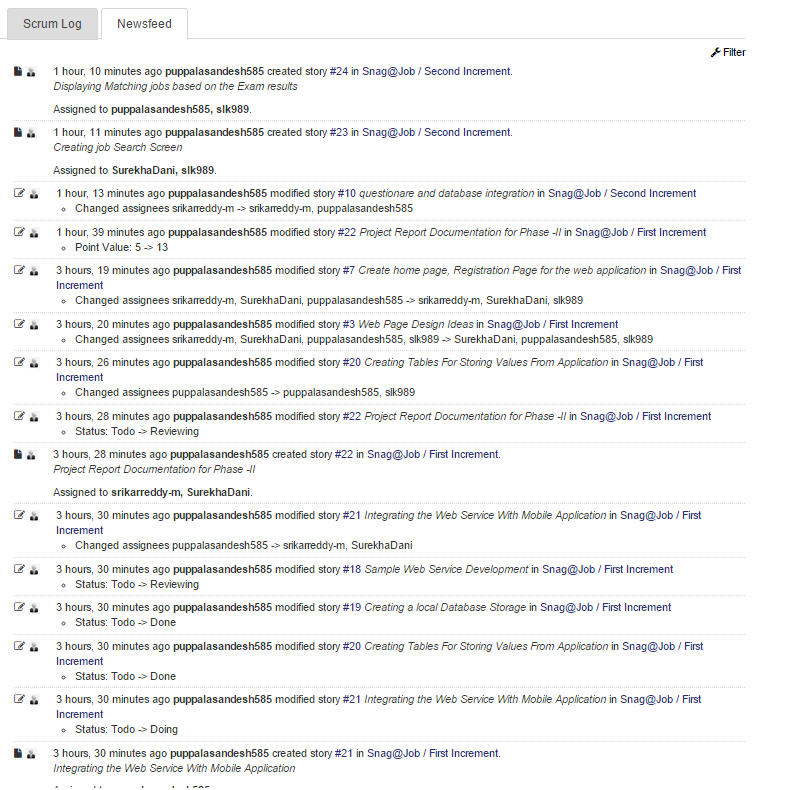 Scrum Log
Newsfeed
Filter
1 hour, 10 minutes ago puppalasandesh585 created story #24 in Snag@Job / Second Increment.
Displaying Matching jobs based on the Exam results
Assigned to puppalasandesh585, slk989.
1 hour, 11 minutes ago puppalasandesh585 created story #23 in Snag@Job / Second Increment.
Creating job Search Screen
Assigned to SurekhaDani, slk989.
1 hour, 13 minutes ago puppalasandesh585 modified story #10 questionare and database integration in Snag@Job / Second Increment
Changed assignees srikarreddy-m -> srikarreddy-m, puppalasandesh585
1 hour, 39 minutes ago puppalasandesh585 modified story #22 Project Report Documentation for Phase -II in Snag@Job / First Increment
Point Value: 5 -> 13
3 hours, 19 minutes ago puppalasandesh585 modified story #7 Create home page, Registration Page for the web application in Snag@Job / First
Increment
Changed assignees srikarreddy-m, SurekhaDani, puppalasandesh585 -> srikarreddy-m, SurekhaDani, slk989
3 hours, 20 minutes ago puppalasandesh585 modified story #3 Web Page Design Ideas in Snag@Job / First Increment
Changed assignees srikarreddy-m, SurekhaDani, puppalasandesh585, slk989 -> SurekhaDani, puppalasandesh585, slk989
3 hours, 26 minutes ago puppalasandesh585 modified story #20 Creating Tables For Storing Values From Application in Snag@Job / First
Increment
Changed assignees puppalasandesh585 -> puppalasandesh585, slk989
3 hours, 28 minutes ago puppalasandesh585 modified story #22 Project Report Documentation for Phase -II in Snag@Job / First Increment
Status: Todo -> Reviewing
3 hours, 28 minutes ago puppalasandesh585 created story #22 in Snag@Job / First Increment.
Project Report Documentation for Phase -II
Assigned to srikarreddy-m, SurekhaDani.
3 hours, 30 minutes ago puppalasandesh585 modified story #21 Integrating the Web Service With Mobile Application in Snag@Job / First
Increment
Changed assignees puppalasandesh585 -> srikarreddy-m, SurekhaDani
3 hours, 30 minutes ago puppalasandesh585 modified story #18 Sample Web Service Development in Snag@Job / First Increment
Status: Todo -> Reviewing
3 hours, 30 minutes ago puppalasandesh585 modified story #19 Creating a local Database Storage in Snag@Job / First Increment
Status: Todo -> Done
3 hours, 30 minutes ago puppalasandesh585 modified story #20 Creating Tables For Storing Values From Application in Snag@Job / First
Increment
Status: Todo -> Done
3 hours, 30 minutes ago puppalasandesh585 modified story #21 Integrating the Web Service With Mobile Application in Snag@Job / First
Increment
Status: Todo -> Doing
3 hours, 30 minutes ago puppalasandesh585 created story #21 in Snag@Job / First Increment.
Integrating the Web Service With Mobile Application